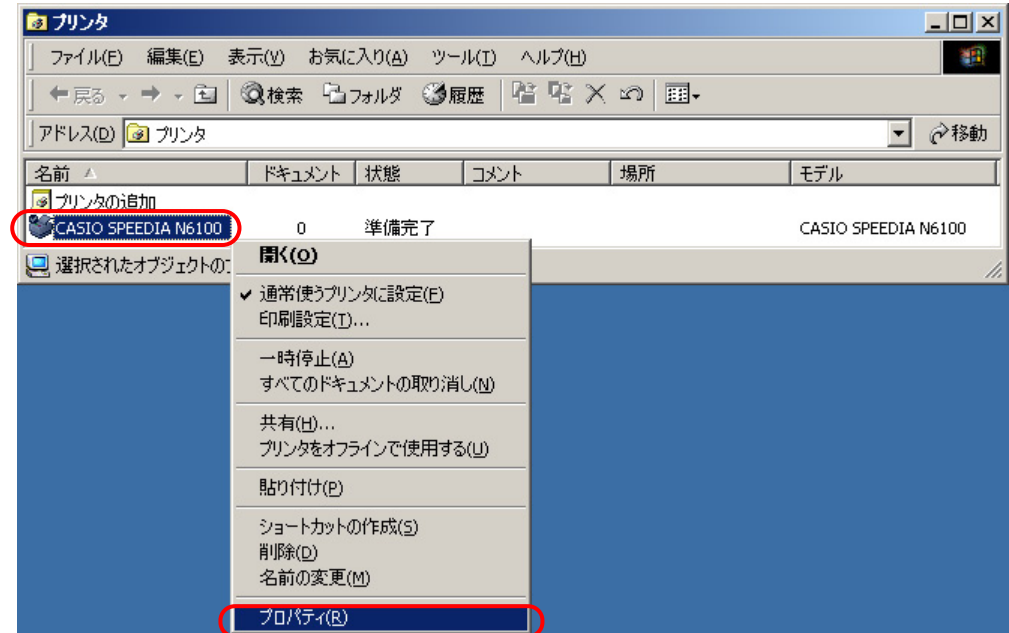 プリンタ
ファイル(F) 編集(E) 表示(V) お気に入り(A) ツール(T) ヘルプ(H)
戻る 検索 フォルダ 履歴
アドレス(D) プリンタ 移動
名前 ドキュメント 状態 コメント 場所 モデル
プリンタの追加
CASIO SPEEDIA N6100 0 準備完了 CASIO SPEEDIA N6100
選択されたオブジェクトの
開く(O)
通常使うプリンタに設定(F)
印刷設定(T)...
一時停止(A)
すべてのドキュメントの取り消し(N)
共有(H)...
プリンタをオフラインで使用する(U)
貼り付け(P)
ショートカットの作成(S)
削除(D)
名前の変更(M)
プロパティ(R)